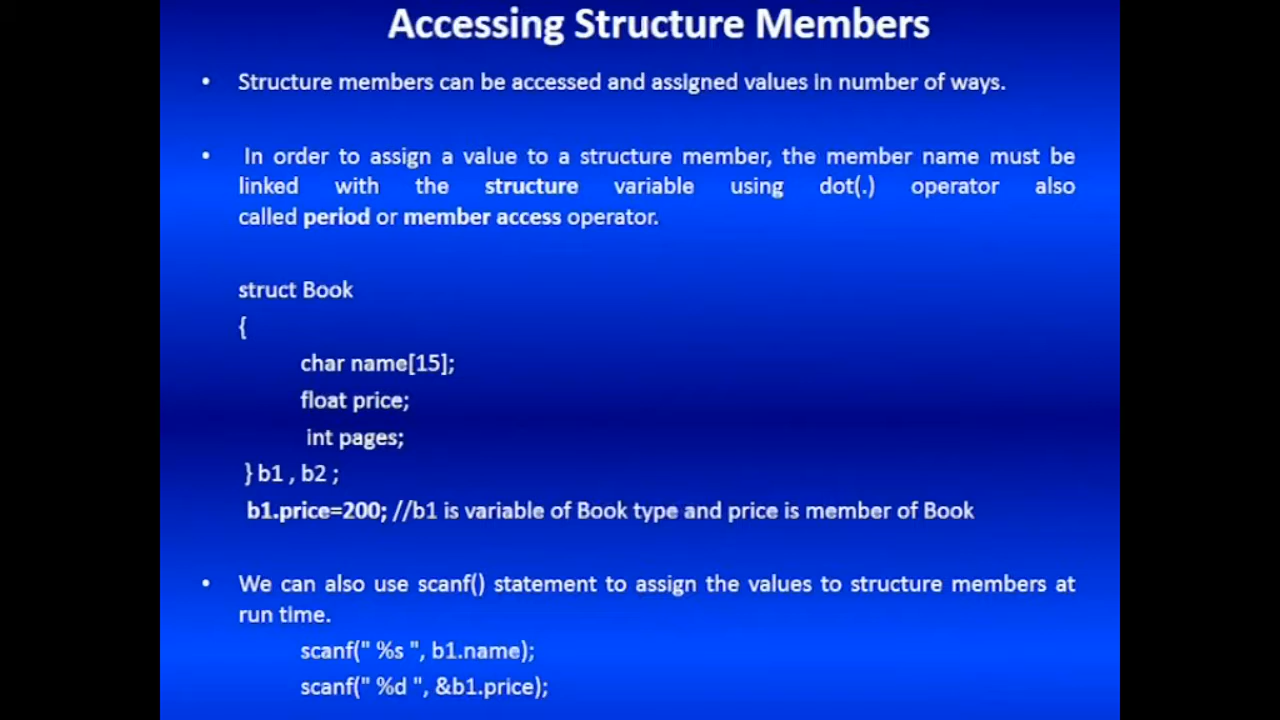 Accessing Structure Members
• Structure members can be accessed and assigned values in number of ways.
• In order to assign a value to a structure member, the member name must be
linked with the structure variable using dot(.) operator also
called period or member access operator.
struct Book
{
char name[15];
float price;
int pages;
} b1 , b2 ;
b1.price=200; //b1 is variable of Book type and price is member of Book
• We can also use scanf() statement to assign the values to structure members at
run time.
scanf(" %s ", b1.name);
scanf(" %d ", &b1.price);